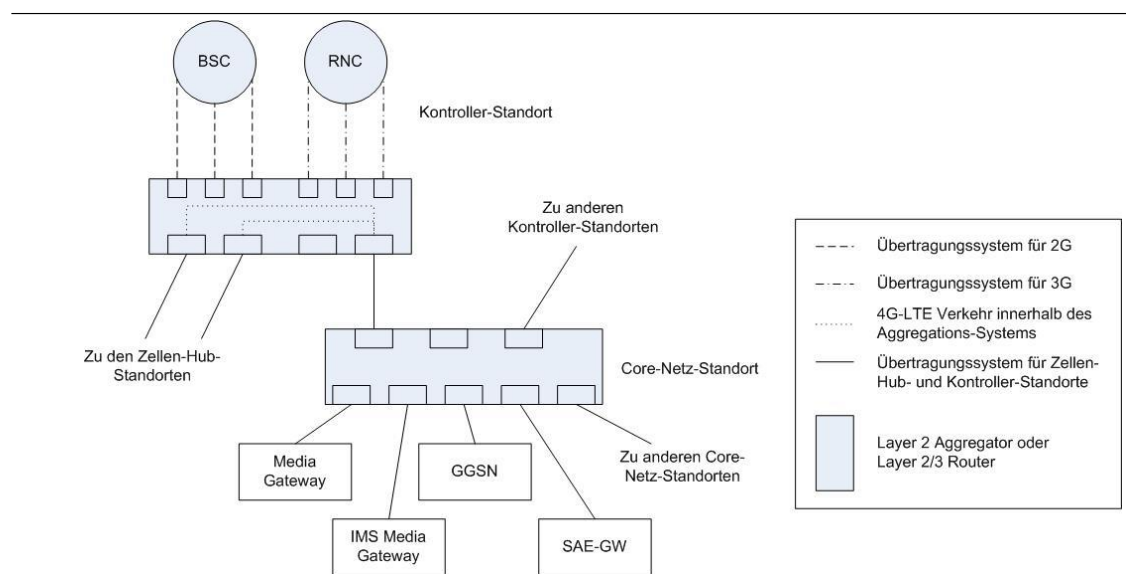 BSC
RNC
Kontroller-Standort
Zu anderen
Kontroller-Standorten
Zu den Zellen-Hub-
Standorten
Core-Netz-Standort
Media
Gateway
GGSN
Zu anderen Core-
Netz-Standorten
IMS Media
Gateway
SAE-GW
Übertragungssystem für 2G
Übertragungssystem für 3G
4G-LTE Verkehr innerhalb des
Aggregations-Systems
Übertragungssystem für Zellen-
Hub- und Kontroller-Standorte
Layer 2 Aggregator oder
Layer 2/3 Router